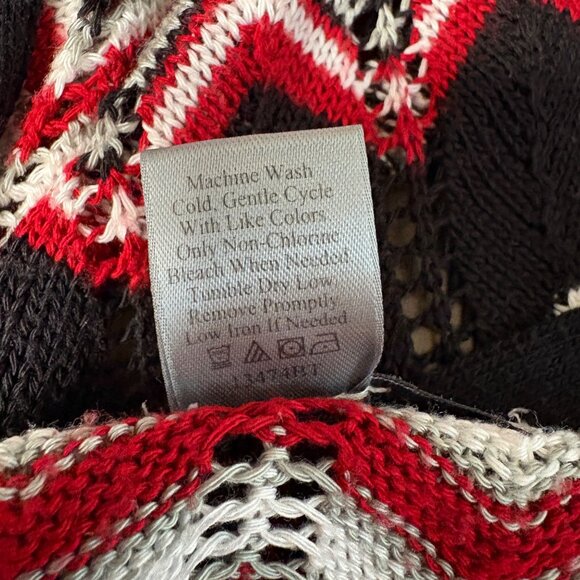 Machine Wash
Cold, Gentle Cycle
With Like Colors
Only Non-Chlorine
Bleach When Needed
Tumble Dry Low
Remove Promptly
Low Iron If Needed
13474BT